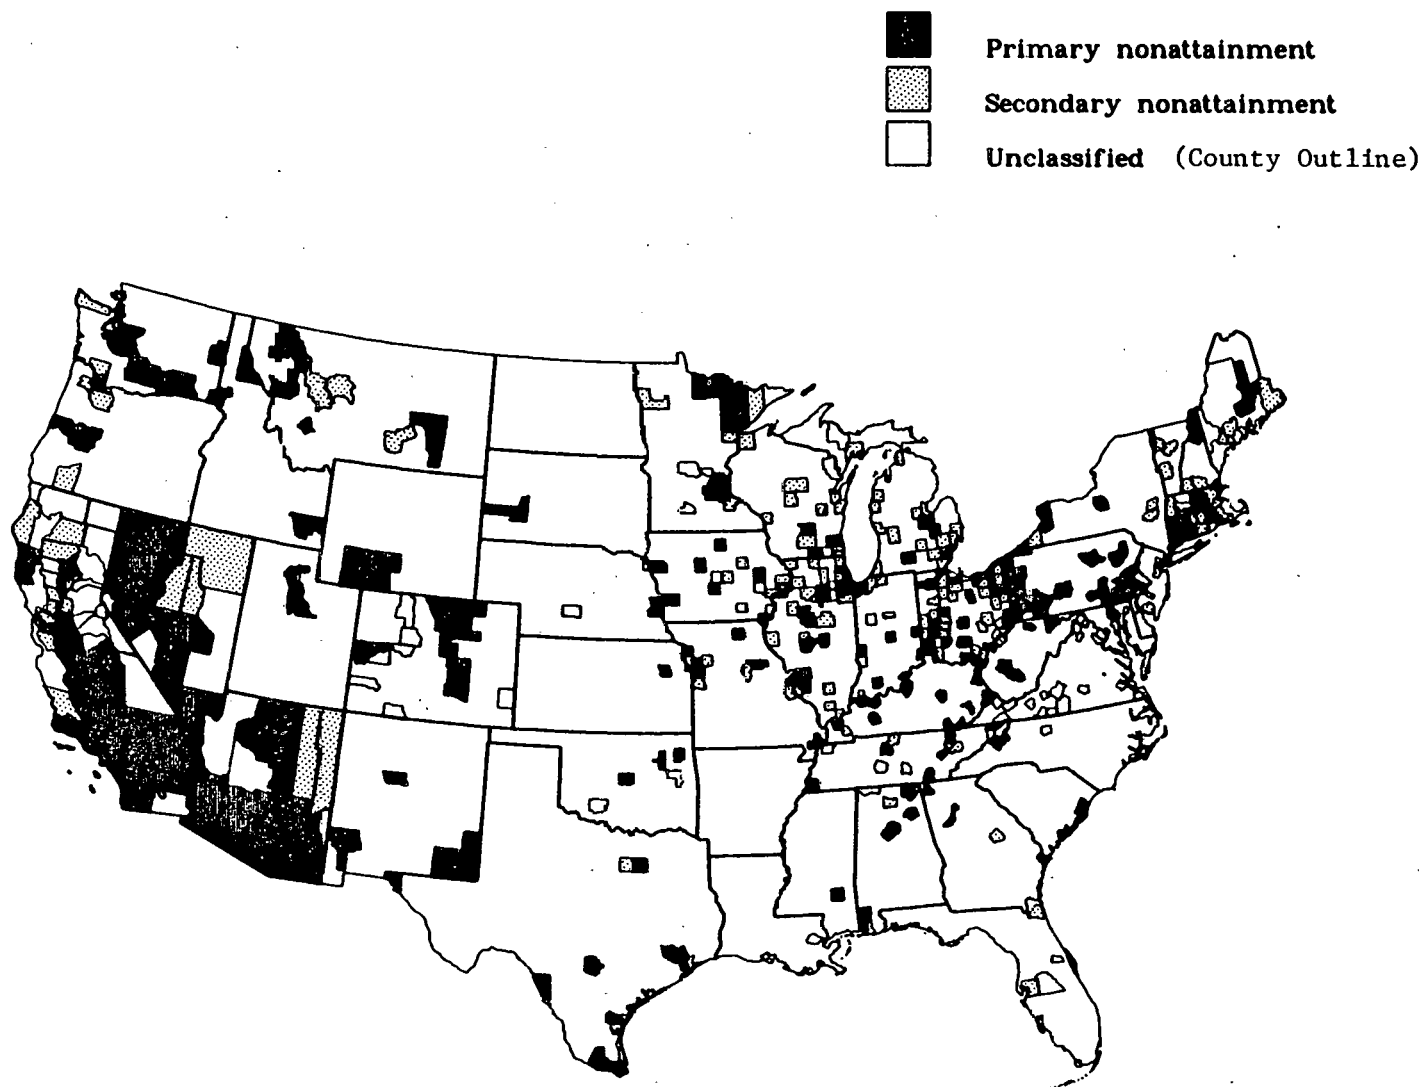 Primary nonattainment
Secondary nonattainment
Unclassified (County Outline)